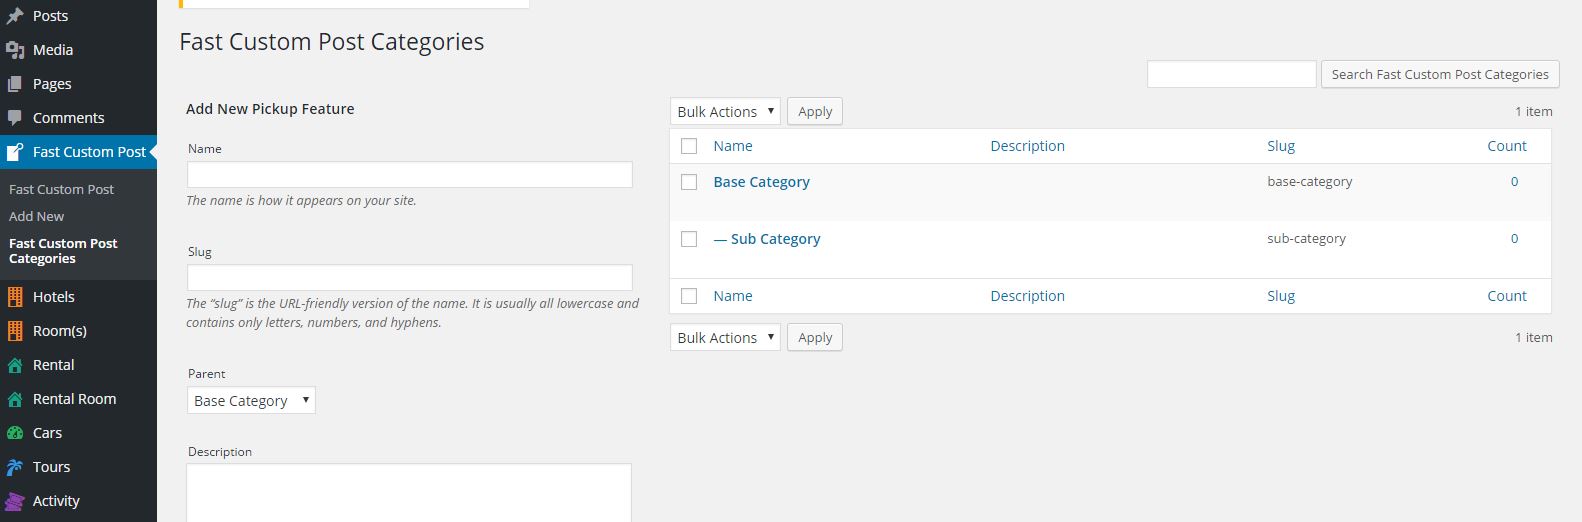 Posts
Media
Pages
Comments
Fast Custom Post
Fast Custom Post
Add New
Fast Custom Post
Categories
Hotels
Room(s)
Rental
Rental Room
Cars
Tours
Activity
Fast Custom Post Categories
Search Fast Custom Post Categories
Add New Pickup Feature
Name
The name is how it appears on your site.
Slug
The “slug” is the URL-friendly version of the name. It is usually all lowercase and
contains only letters, numbers, and hyphens.
Parent
Base Category
Description
Bulk Actions Apply 1 item
Name Description Slug Count
Base Category base-category 0
— Sub Category sub-category 0
Name Description Slug Count
Bulk Actions Apply 1 item